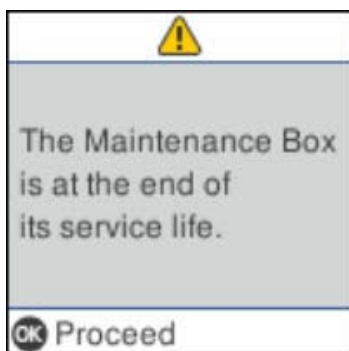 The Maintenance Box
is at the end of
its service life.
OK Proceed